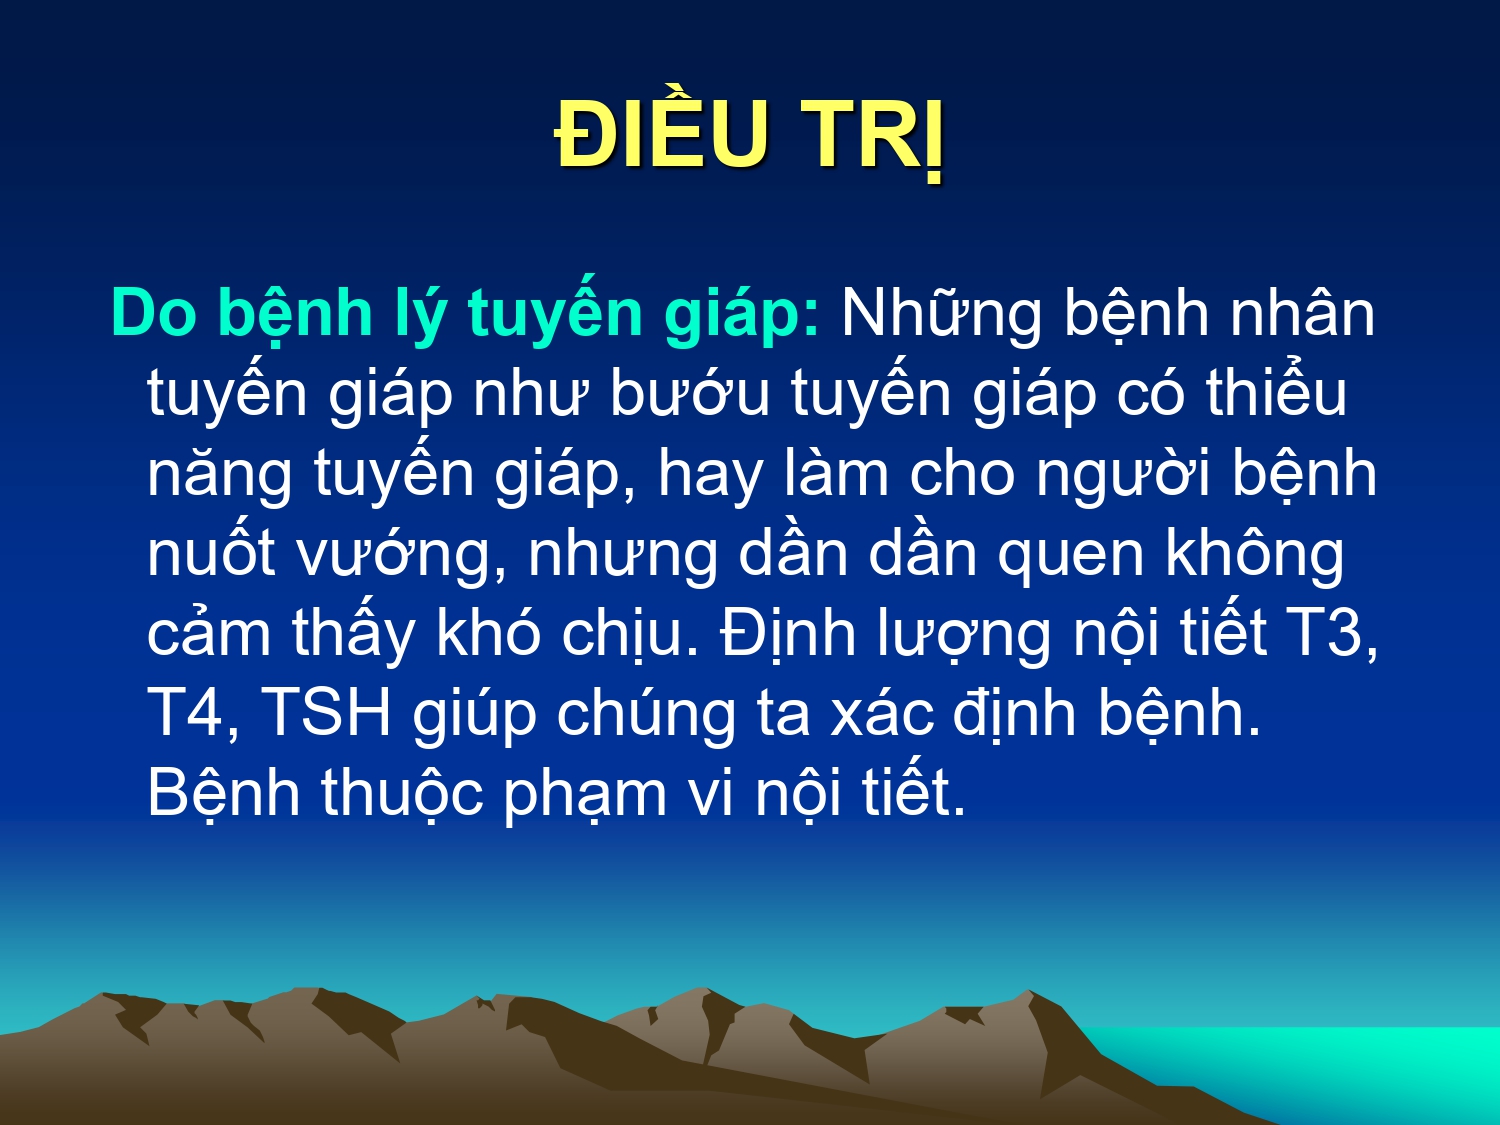 ĐIỀU TRỊ
Do bệnh lý tuyến giáp: Những bệnh nhân
tuyến giáp như bướu tuyến giáp có thiểu
năng tuyến giáp, hay làm cho người bệnh
nuốt vướng, nhưng dần dần quen không
cảm thấy khó chịu. Định lượng nội tiết T3,
T4, TSH giúp chúng ta xác định bệnh.
Bệnh thuộc phạm vi nội tiết.